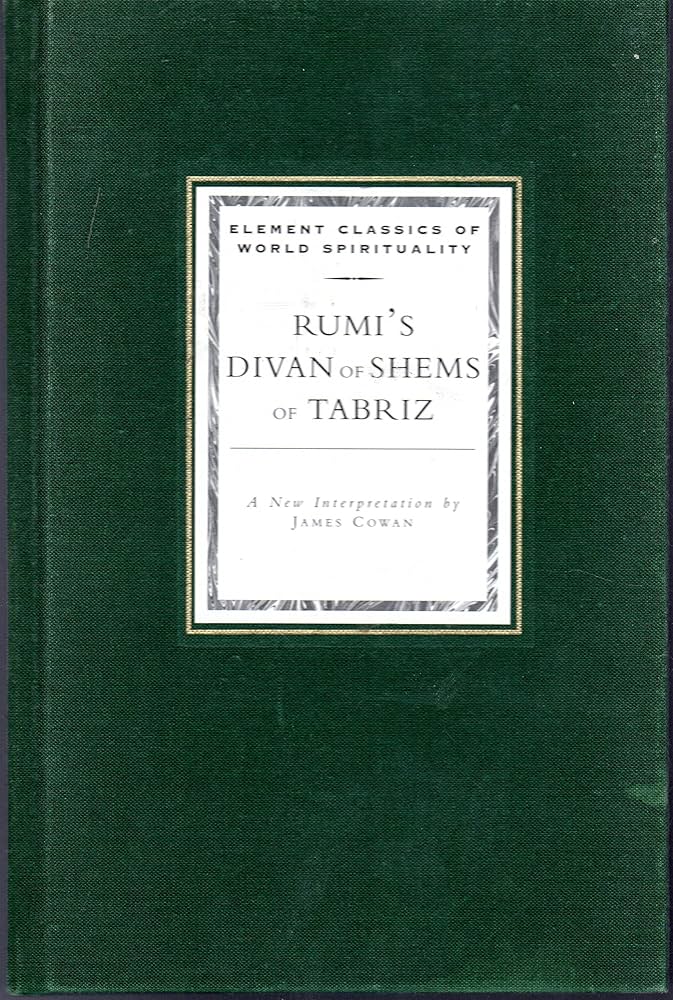 ELEMENT CLASSICS OF
WORLD SPIRITUALITY
RUMI'S
DIVAN OF SHEMS
OF TABRIZ
A New Interpretation by
JAMES COWAN